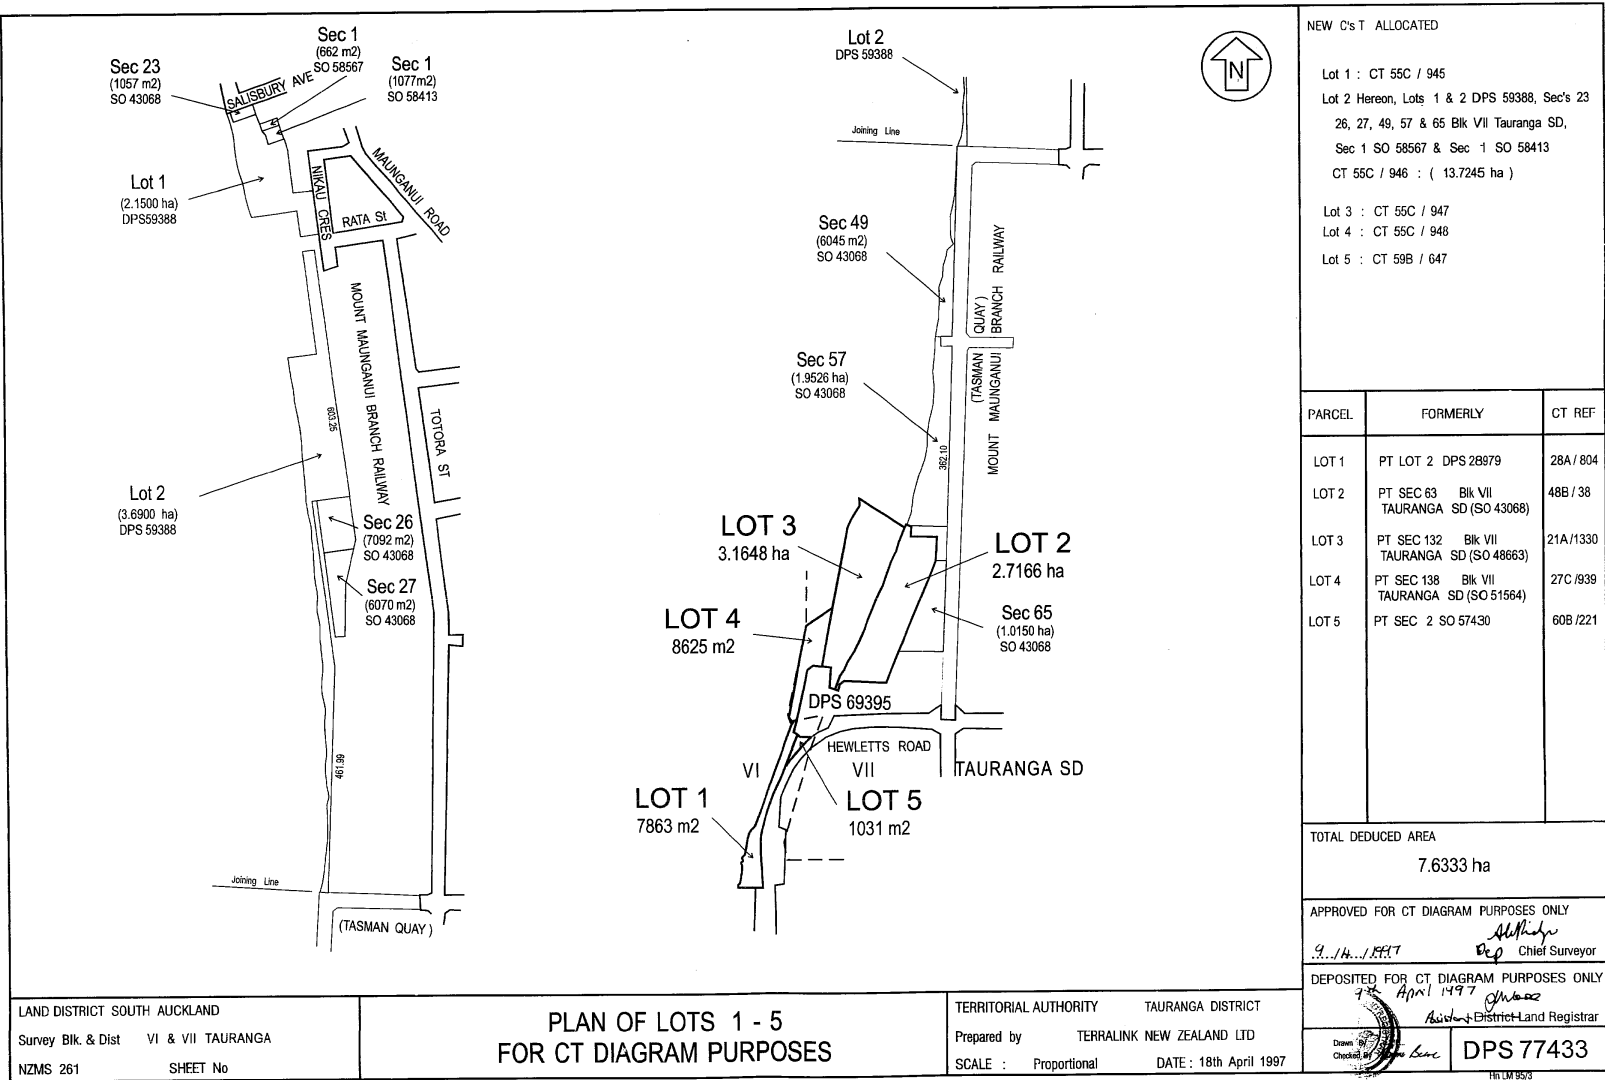 Sec 1
(662 m2)
SO 58567
Sec 23
(1057 m2)
SO 43068
Sec 1
(1077m2)
SO 58413
SALISBURY AVE
MAUNGANUI ROAD
NIKAU CRES
RATA St
Lot 1
(2.1500 ha)
DPS59388
MOUNT MAUNGANUI BRANCH RAILWAY
603.25
TOTORA ST
Lot 2
(3.6900 ha)
DPS 59388
Sec 26
(7092 m2)
SO 43068
Sec 27
(6070 m2)
SO 43068
461.99
Joining Line
(TASMAN QUAY)
Lot 2
DPS 59388
N
Joining Line
Sec 49
(6045 m2)
SO 43068
(TASMAN QUAY)
MOUNT MAUNGANUI BRANCH RAILWAY
Sec 57
(1.9526 ha)
SO 43068
362.10
LOT 3
3.1648 ha
LOT 2
2.7166 ha
LOT 4
8625 m2
Sec 65
(1.0150 ha)
SO 43068
DPS 69395
HEWLETTS ROAD
VI
VII
TAURANGA SD
LOT 1
7863 m2
LOT 5
1031 m2
NEW C's T ALLOCATED
Lot 1 : CT 55C / 945
Lot 2 Hereon, Lots 1 & 2 DPS 59388, Sec's 23
26, 27, 49, 57 & 65 Blk VII Tauranga SD,
Sec 1 SO 58567 & Sec 1 SO 58413
CT 55C / 946 : ( 13.7245 ha )
Lot 3 : CT 55C / 947
Lot 4 : CT 55C / 948
Lot 5 : CT 59B / 647
PARCEL FORMERLY CT REF
LOT 1 PT LOT 2 DPS 28979 28A / 804
LOT 2 PT SEC 63 Blk VII 48B / 38
TAURANGA SD (SO 43068)
LOT 3 PT SEC 132 Blk VII 21A /1330
TAURANGA SD (SO 48663)
LOT 4 PT SEC 138 Blk VII 27C /939
TAURANGA SD (SO 51564)
LOT 5 PT SEC 2 SO 57430 60B /221
TOTAL DEDUCED AREA
7.6333 ha
APPROVED FOR CT DIAGRAM PURPOSES ONLY
9../4.../1997 Dep Chief Surveyor
DEPOSITED FOR CT DIAGRAM PURPOSES ONLY
9th April 1997
Assistant District Land Registrar
Drawn By
Checked By
DPS 77433
Hn LM 95/3
LAND DISTRICT SOUTH AUCKLAND
Survey Blk. & Dist VI & VII TAURANGA
NZMS 261 SHEET No
PLAN OF LOTS 1 - 5
FOR CT DIAGRAM PURPOSES
TERRITORIAL AUTHORITY TAURANGA DISTRICT
Prepared by TERRALINK NEW ZEALAND LTD
SCALE : Proportional DATE : 18th April 1997